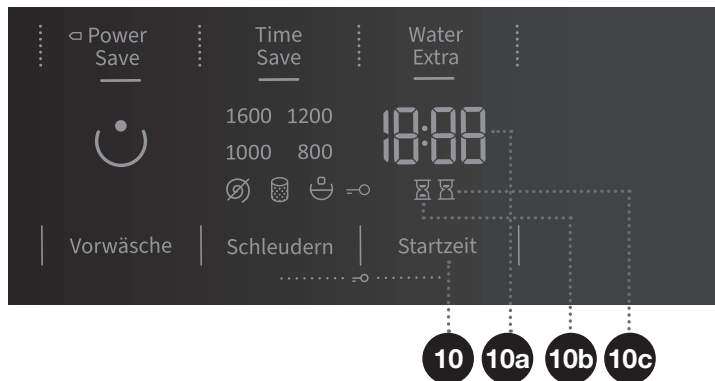 Power
Save
Time
Save
Water
Extra
1600 1200
1000 800
18:88
Vorwäsche
Schleudern
Startzeit
10 10a 10b 10c